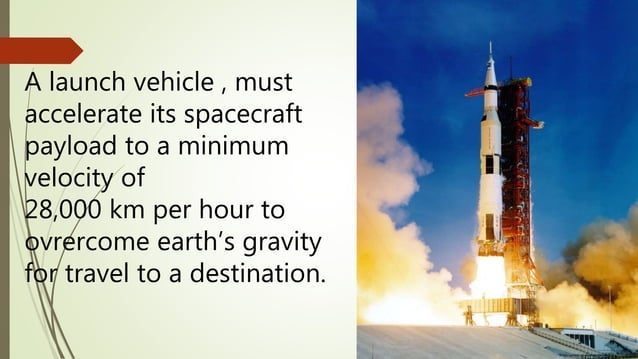 A launch vehicle , must
accelerate its spacecraft
payload to a minimum
velocity of
28,000 km per hour to
ovrercome earth’s gravity
for travel to a destination.